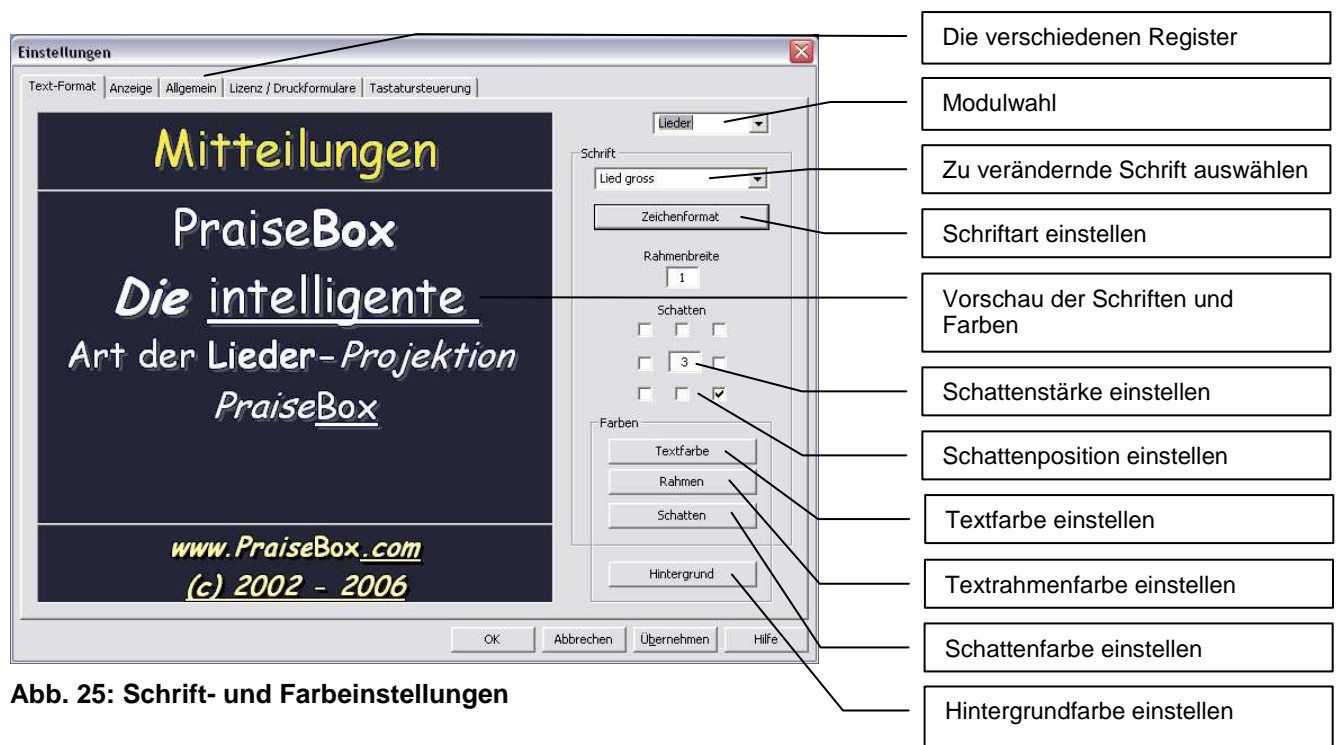 Einstellungen
Text-Format
Anzeige
Allgemein
Lizenz / Druckformulare
Tastatursteuerung
Mitteilungen
PraiseBox
Die intelligente
Art der Lieder-Projektion
PraiseBox
www.PraiseBox.com
(c) 2002 - 2006
Lieder
Schrift
Lied gross
Zeichenformat
Rahmenbreite
1
Schatten
3
Farben
Textfarbe
Rahmen
Schatten
Hintergrund
OK
Abbrechen
Übernehmen
Hilfe
Die verschiedenen Register
Modulwahl
Zu verändernde Schrift auswählen
Schriftart einstellen
Vorschau der Schriften und
Farben
Schattenstärke einstellen
Schattenposition einstellen
Textfarbe einstellen
Textrahmenfarbe einstellen
Schattenfarbe einstellen
Hintergrundfarbe einstellen
Abb. 25: Schrift- und Farbeinstellungen